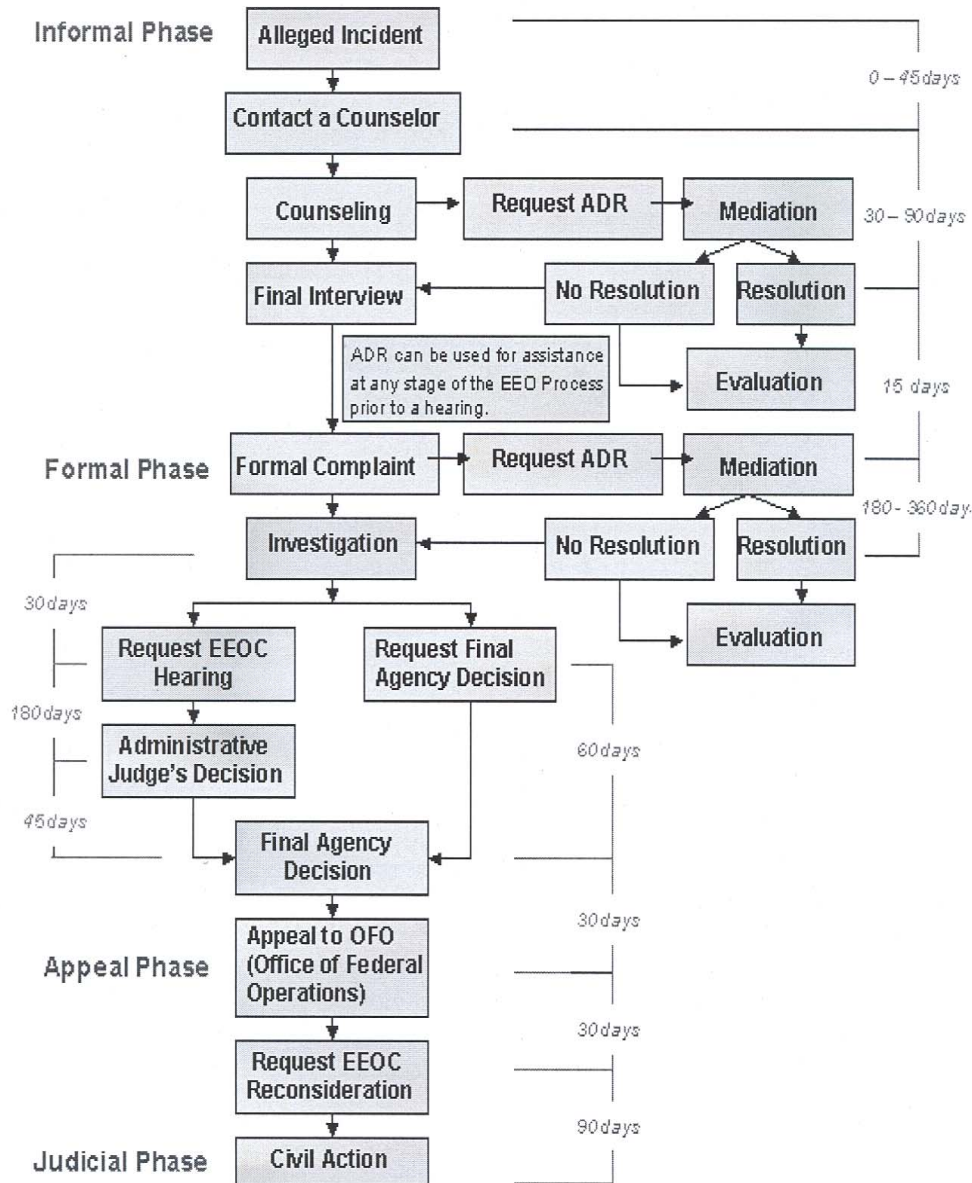 Informal Phase
Alleged Incident
0 – 45 days
Contact a Counselor
Counseling
Request ADR
Mediation
30 – 90 days
Final Interview
No Resolution
Resolution
ADR can be used for assistance
at any stage of the EEO Process
prior to a hearing.
Evaluation
15 days
Formal Phase
Formal Complaint
Request ADR
Mediation
180 - 360 day.
Investigation
No Resolution
Resolution
30 days
Evaluation
Request EEOC
Hearing
Request Final
Agency Decision
180 days
Administrative
Judge's Decision
60 days
45 days
Final Agency
Decision
30 days
Appeal Phase
Appeal to OFO
(Office of Federal
Operations)
30 days
Request EEOC
Reconsideration
90 days
Judicial Phase
Civil Action